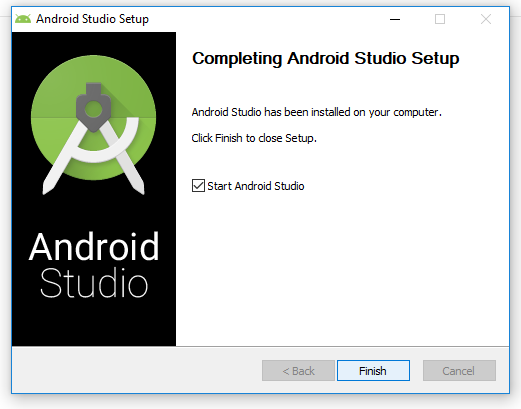 Android Studio Setup
Completing Android Studio Setup
Android Studio has been installed on your computer.
Click Finish to close Setup.
Start Android Studio
Android
Studio
< Back
Finish
Cancel